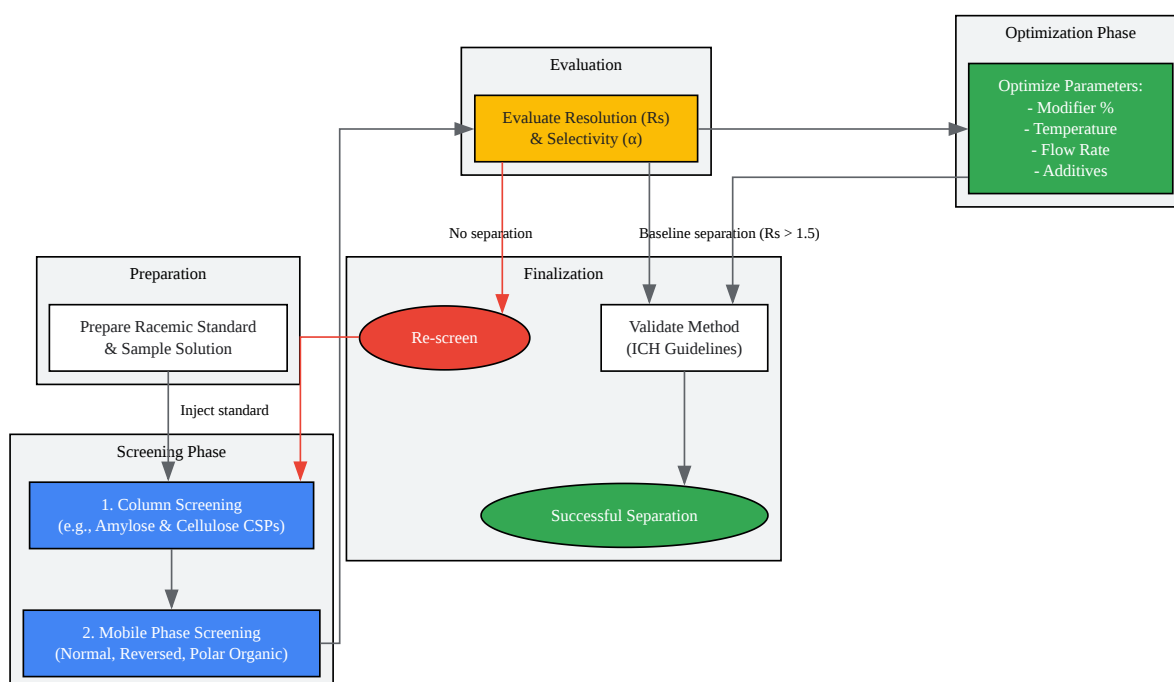 Optimization Phase
Optimize Parameters:
- Modifier %
- Temperature
- Flow Rate
- Additives
Evaluation
Evaluate Resolution (Rs)
& Selectivity (α)
No separation
Baseline separation (Rs > 1.5)
Preparation
Prepare Racemic Standard
& Sample Solution
Inject standard
Finalization
Re-screen
Validate Method
(ICH Guidelines)
Successful Separation
Screening Phase
1. Column Screening
(e.g., Amylose & Cellulose CSPs)
2. Mobile Phase Screening
(Normal, Reversed, Polar Organic)